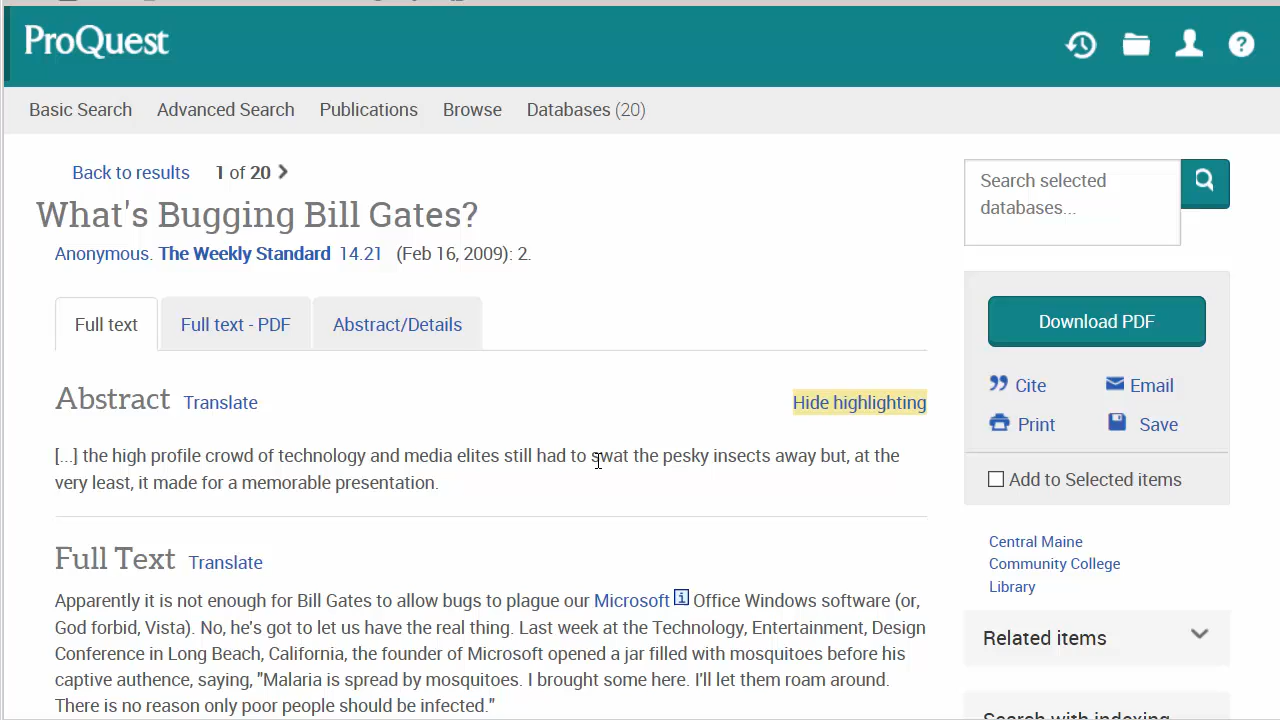 ProQuest
Basic Search Advanced Search Publications Browse Databases (20)
Back to results 1 of 20
What's Bugging Bill Gates?
Anonymous. The Weekly Standard 14.21 (Feb 16, 2009): 2.
Full text Full text - PDF Abstract/Details
Abstract Translate Hide highlighting
[...] the high profile crowd of technology and media elites still had to swat the pesky insects away but, at the
very least, it made for a memorable presentation.
Full Text Translate
Apparently it is not enough for Bill Gates to allow bugs to plague our Microsoft i Office Windows software (or,
God forbid, Vista). No, he's got to let us have the real thing. Last week at the Technology, Entertainment, Design
Conference in Long Beach, California, the founder of Microsoft opened a jar filled with mosquitoes before his
captive authence, saying, "Malaria is spread by mosquitoes. I brought some here. I'll let them roam around.
There is no reason only poor people should be infected."
Search selected
databases...
Download PDF
Cite Email
Print Save
Add to Selected items
Central Maine
Community College
Library
Related items
Search with indexing